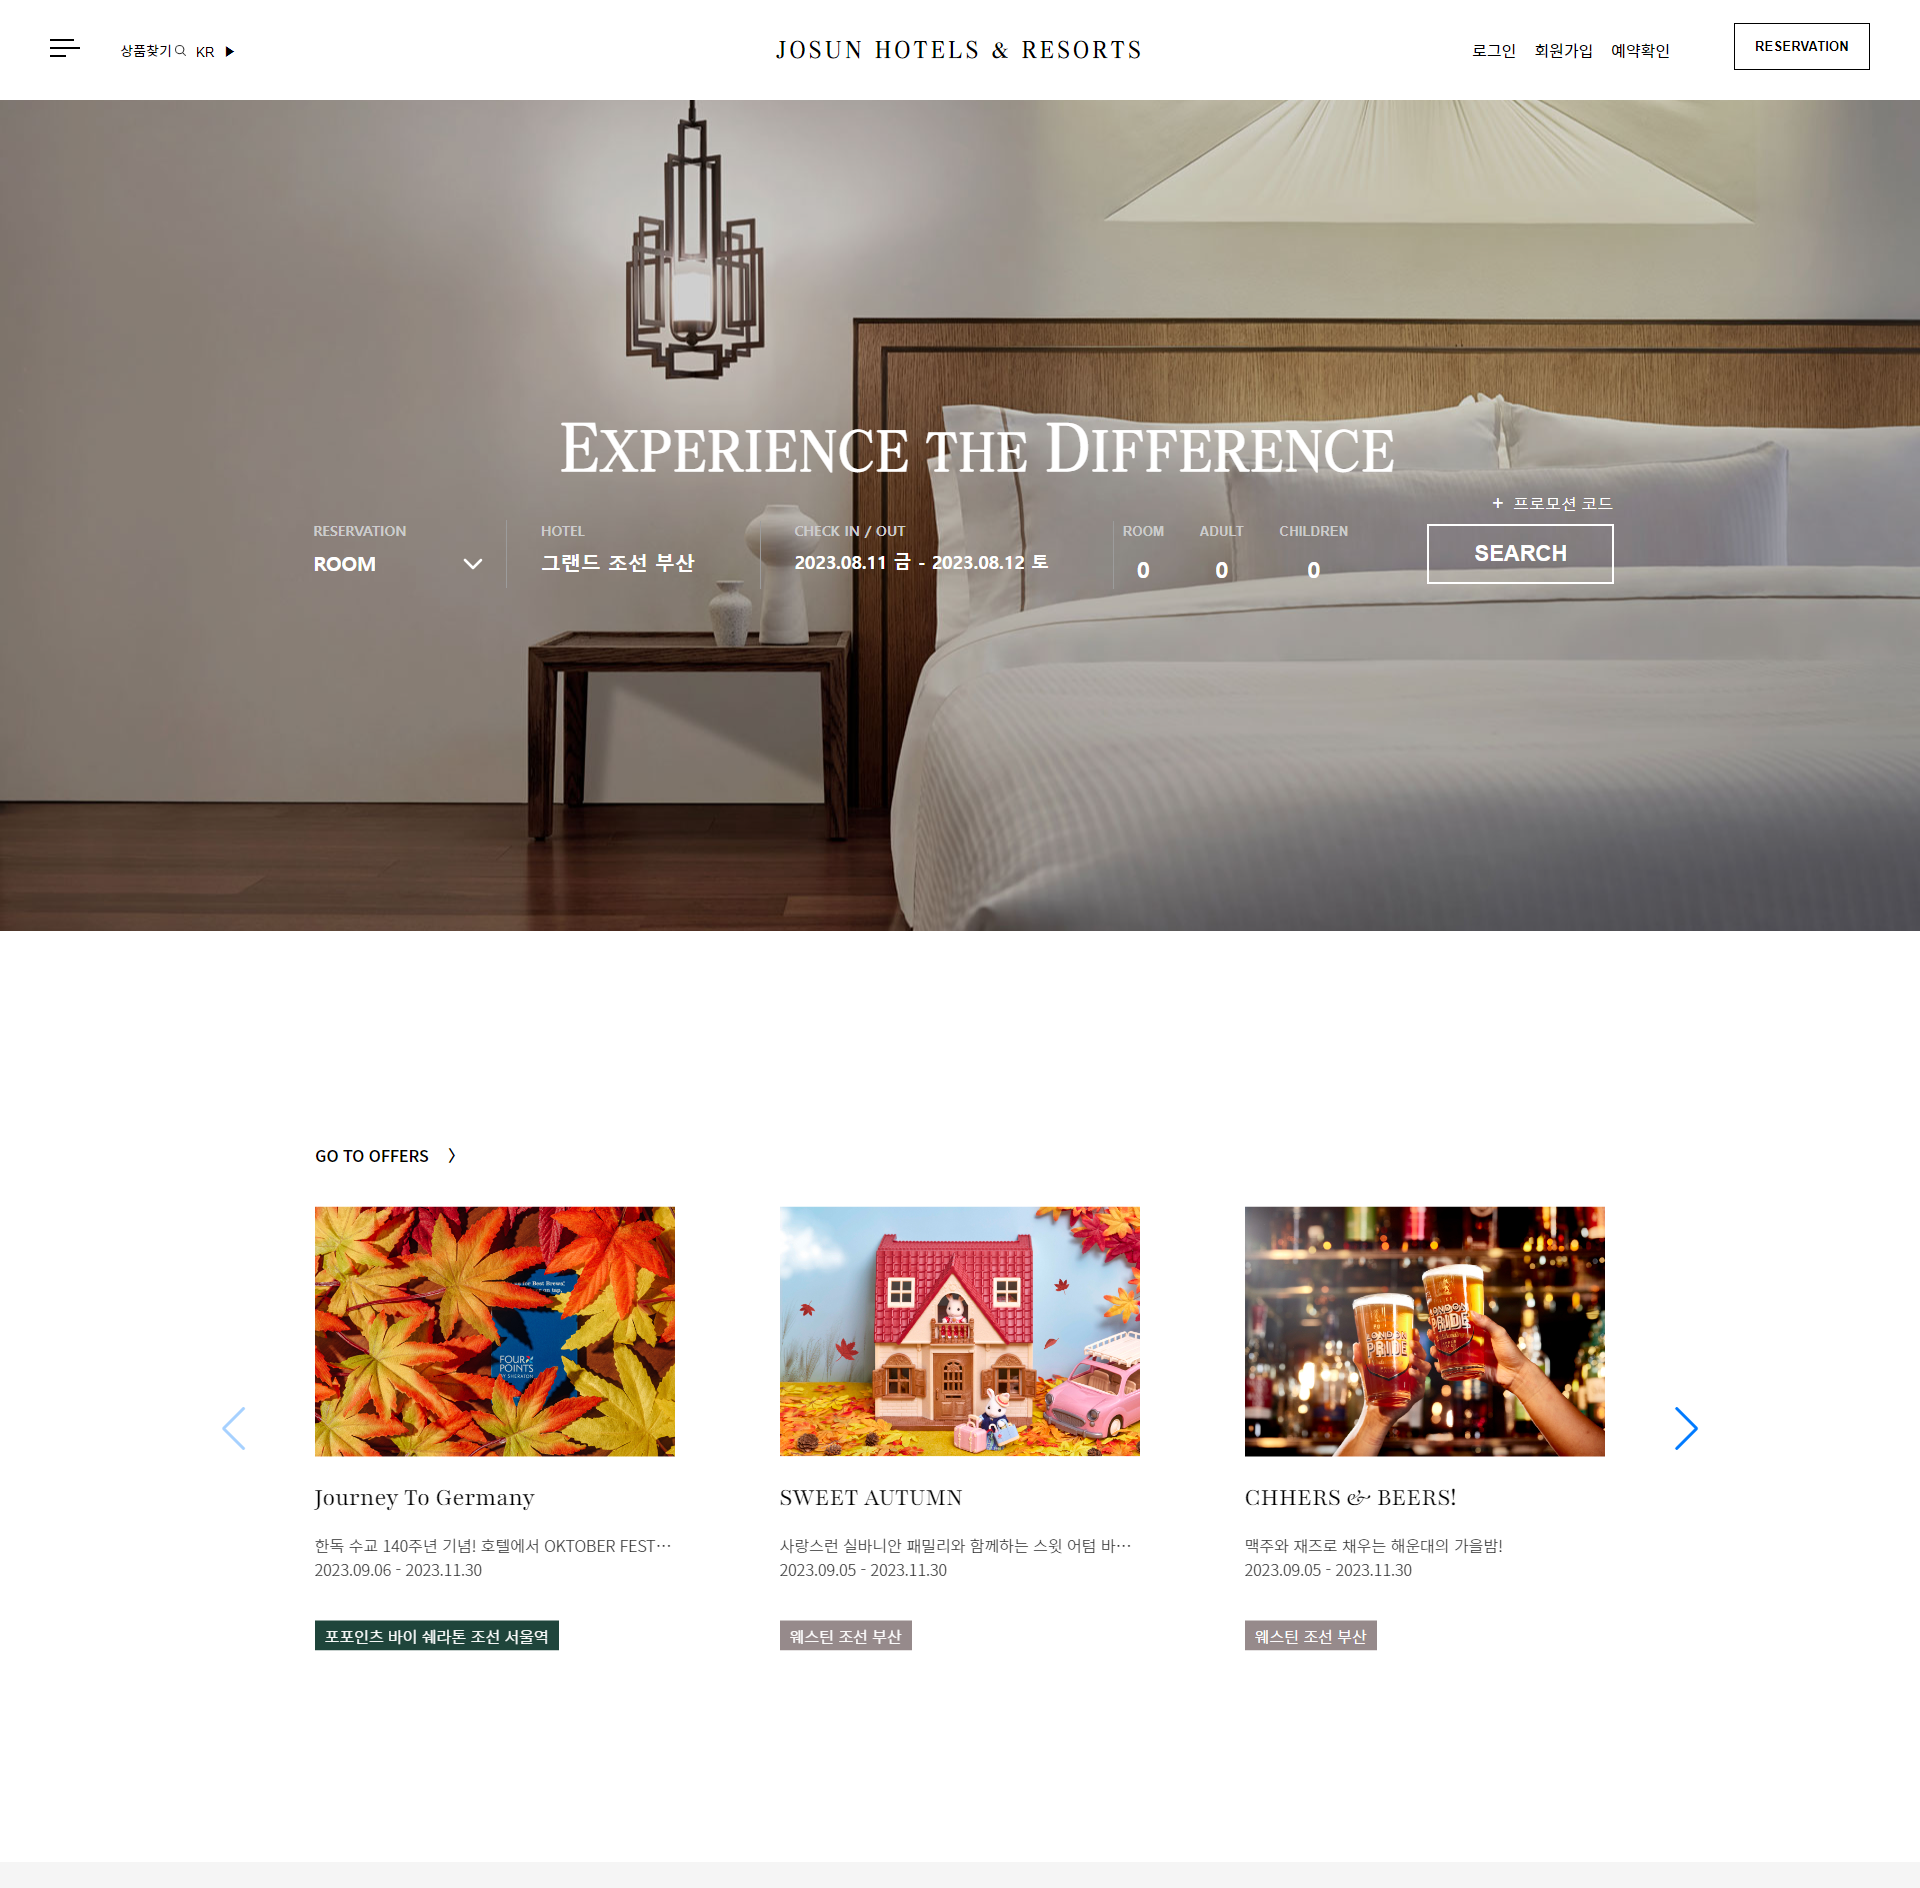 상품찾기 KR
JOSUN HOTELS & RESORTS
로그인 회원가입 예약확인
RESERVATION
EXPERIENCE THE DIFFERENCE
+ 프로모션 코드
RESERVATION HOTEL CHECK IN / OUT ROOM ADULT CHILDREN
ROOM 그랜드 조선 부산 2023.08.11 금 - 2023.08.12 토 0 0 0
SEARCH
GO TO OFFERS
for Best Brews!
FOUR POINTS
BY SHERATON
LONDON PRIDE
LONDON PRIDE
Journey To Germany
한독 수교 140주년 기념! 호텔에서 OKTOBER FEST…
2023.09.06 - 2023.11.30
포포인츠 바이 쉐라톤 조선 서울역
SWEET AUTUMN
사랑스런 실바니안 패밀리와 함께하는 스윗 어텀 바…
2023.09.05 - 2023.11.30
웨스틴 조선 부산
CHHERS & BEERS!
맥주와 재즈로 채우는 해운대의 가을밤!
2023.09.05 - 2023.11.30
웨스틴 조선 부산